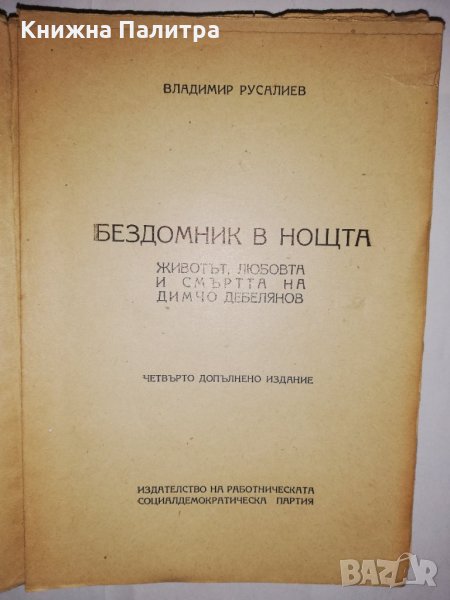 Книжна Палитра
ВЛАДИМИР РУСАЛИЕВ
БЕЗДОМНИК В НОЩТА
ЖИВОТЪТ, ЛЮБОВТА
И СМЪРТТА НА
ДИМЧО ДЕБЕЛЯНОВ
ЧЕТВЪРТО ДОПЪЛНЕНО ИЗДАНИЕ
ИЗДАТЕЛСТВО НА РАБОТНИЧЕСКАТА
СОЦИАЛДЕМОКРАТИЧЕСКА ПАРТИЯ
BAZAR